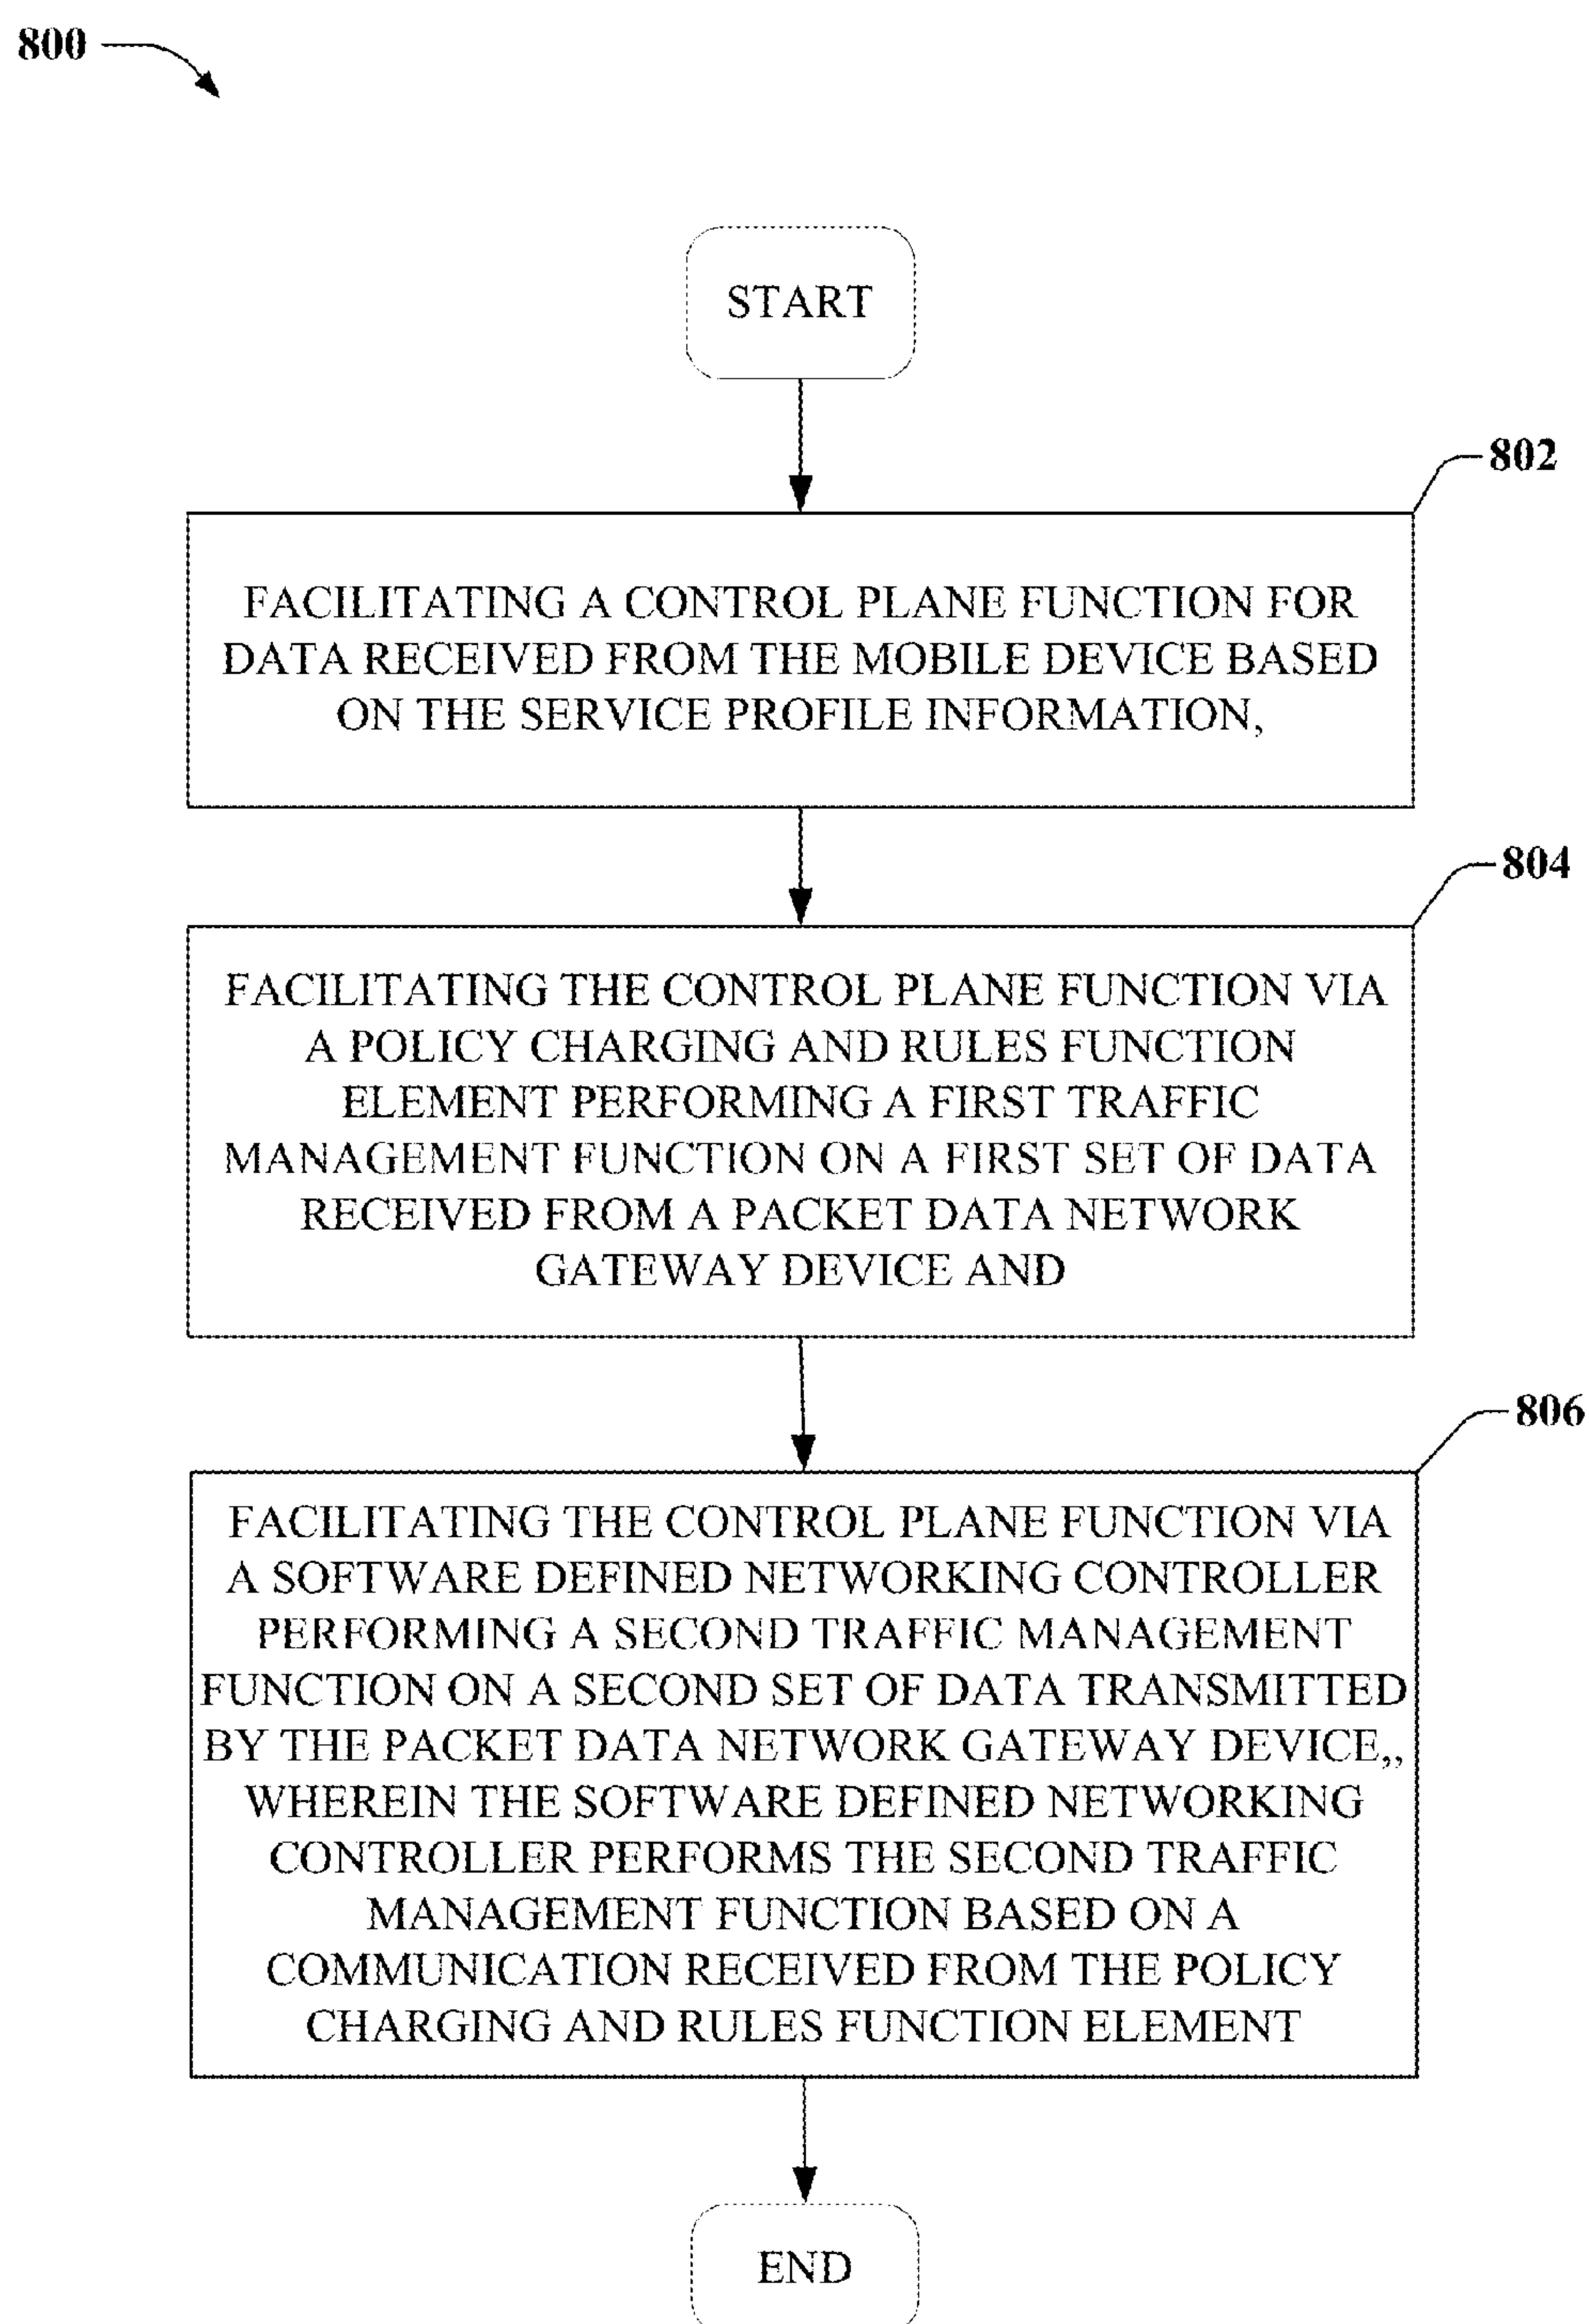 800
START
802
FACILITATING A CONTROL PLANE FUNCTION FOR
DATA RECEIVED FROM THE MOBILE DEVICE BASED
ON THE SERVICE PROFILE INFORMATION,
804
FACILITATING THE CONTROL PLANE FUNCTION VIA
A POLICY CHARGING AND RULES FUNCTION
ELEMENT PERFORMING A FIRST TRAFFIC
MANAGEMENT FUNCTION ON A FIRST SET OF DATA
RECEIVED FROM A PACKET DATA NETWORK
GATEWAY DEVICE AND
806
FACILITATING THE CONTROL PLANE FUNCTION VIA
A SOFTWARE DEFINED NETWORKING CONTROLLER
PERFORMING A SECOND TRAFFIC MANAGEMENT
FUNCTION ON A SECOND SET OF DATA TRANSMITTED
BY THE PACKET DATA NETWORK GATEWAY DEVICE,,
WHEREIN THE SOFTWARE DEFINED NETWORKING
CONTROLLER PERFORMS THE SECOND TRAFFIC
MANAGEMENT FUNCTION BASED ON A
COMMUNICATION RECEIVED FROM THE POLICY
CHARGING AND RULES FUNCTION ELEMENT
END